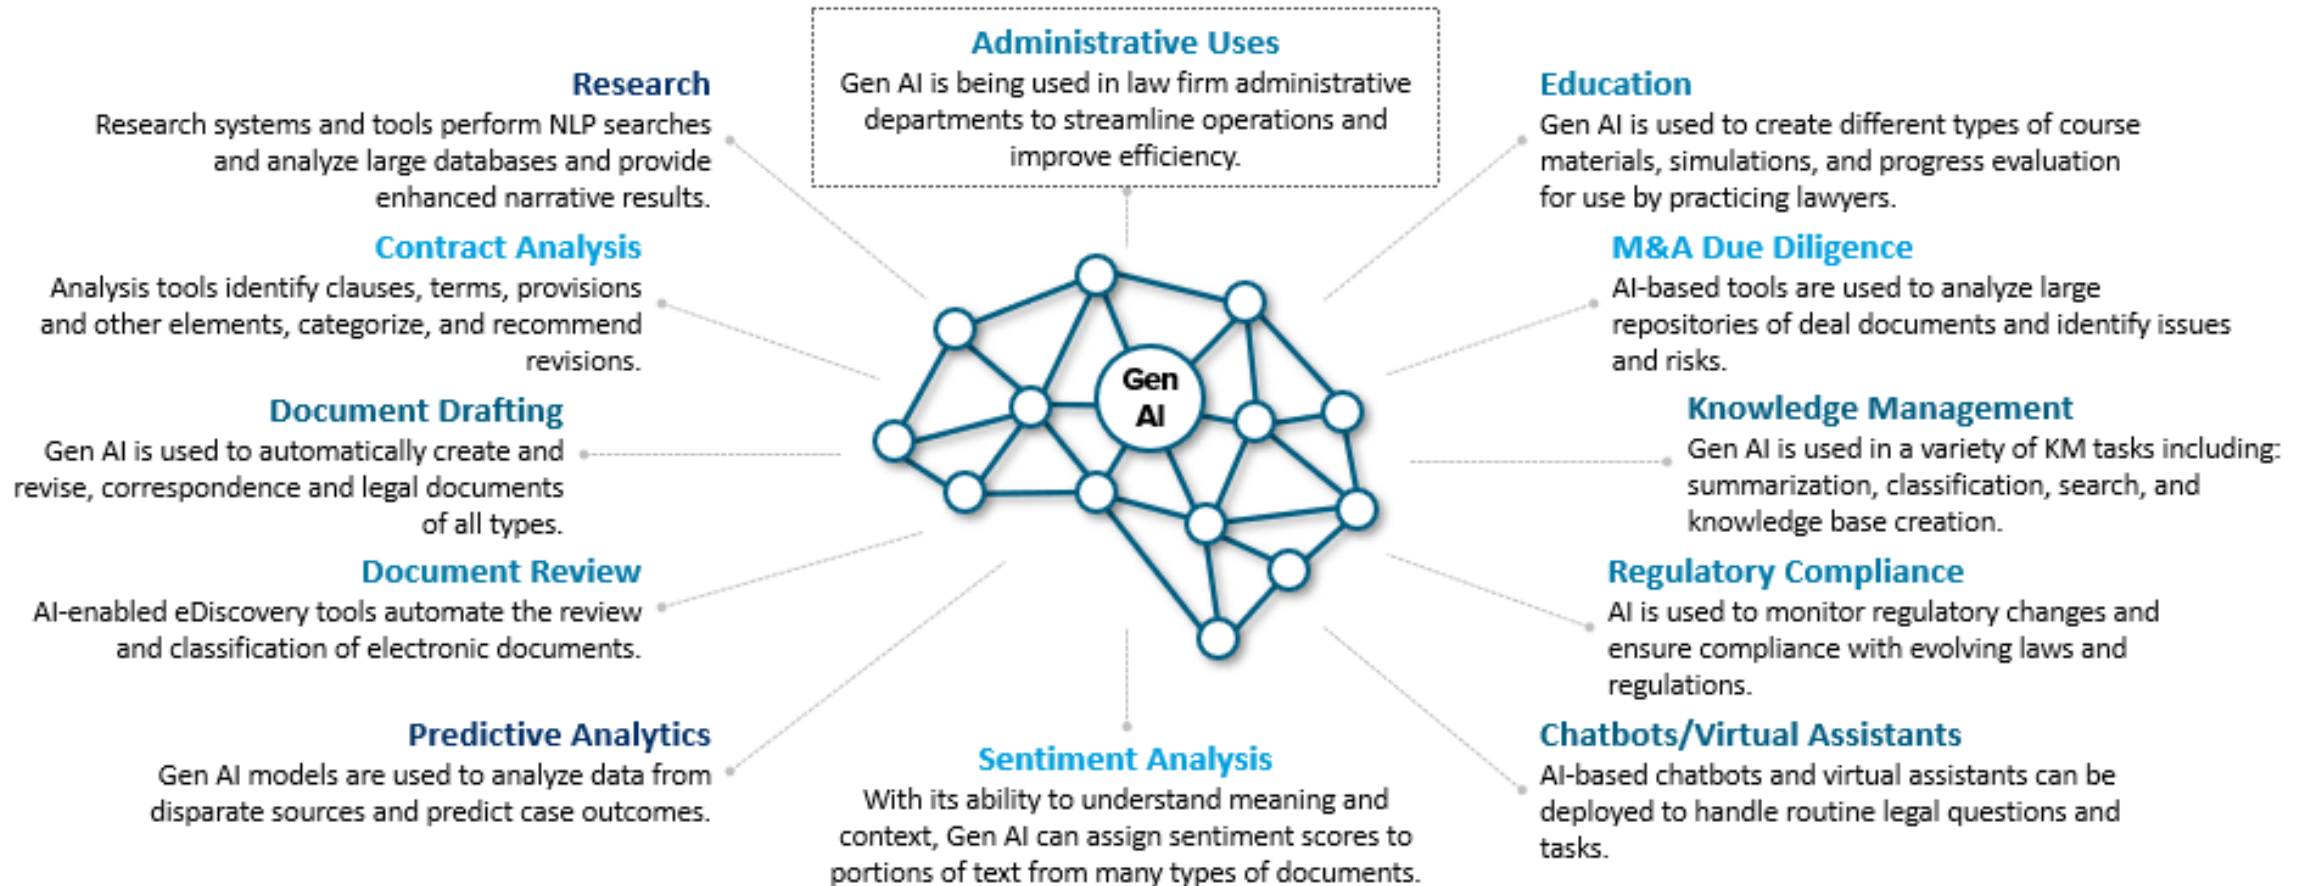 Administrative Uses
Gen AI is being used in law firm administrative
departments to streamline operations and
improve efficiency.
Research
Research systems and tools perform NLP searches
and analyze large databases and provide
enhanced narrative results.
Contract Analysis
Analysis tools identify clauses, terms, provisions
and other elements, categorize, and recommend
revisions.
Document Drafting
Gen AI is used to automatically create and
revise, correspondence and legal documents
of all types.
Document Review
AI-enabled eDiscovery tools automate the review
and classification of electronic documents.
Predictive Analytics
Gen AI models are used to analyze data from
disparate sources and predict case outcomes.
Gen
AI
Sentiment Analysis
With its ability to understand meaning and
context, Gen AI can assign sentiment scores to
portions of text from many types of documents.
Education
Gen AI is used to create different types of course
materials, simulations, and progress evaluation
for use by practicing lawyers.
M&A Due Diligence
AI-based tools are used to analyze large
repositories of deal documents and identify issues
and risks.
Knowledge Management
Gen AI is used in a variety of KM tasks including:
summarization, classification, search, and
knowledge base creation.
Regulatory Compliance
AI is used to monitor regulatory changes and
ensure compliance with evolving laws and
regulations.
Chatbots/Virtual Assistants
AI-based chatbots and virtual assistants can be
deployed to handle routine legal questions and
tasks.